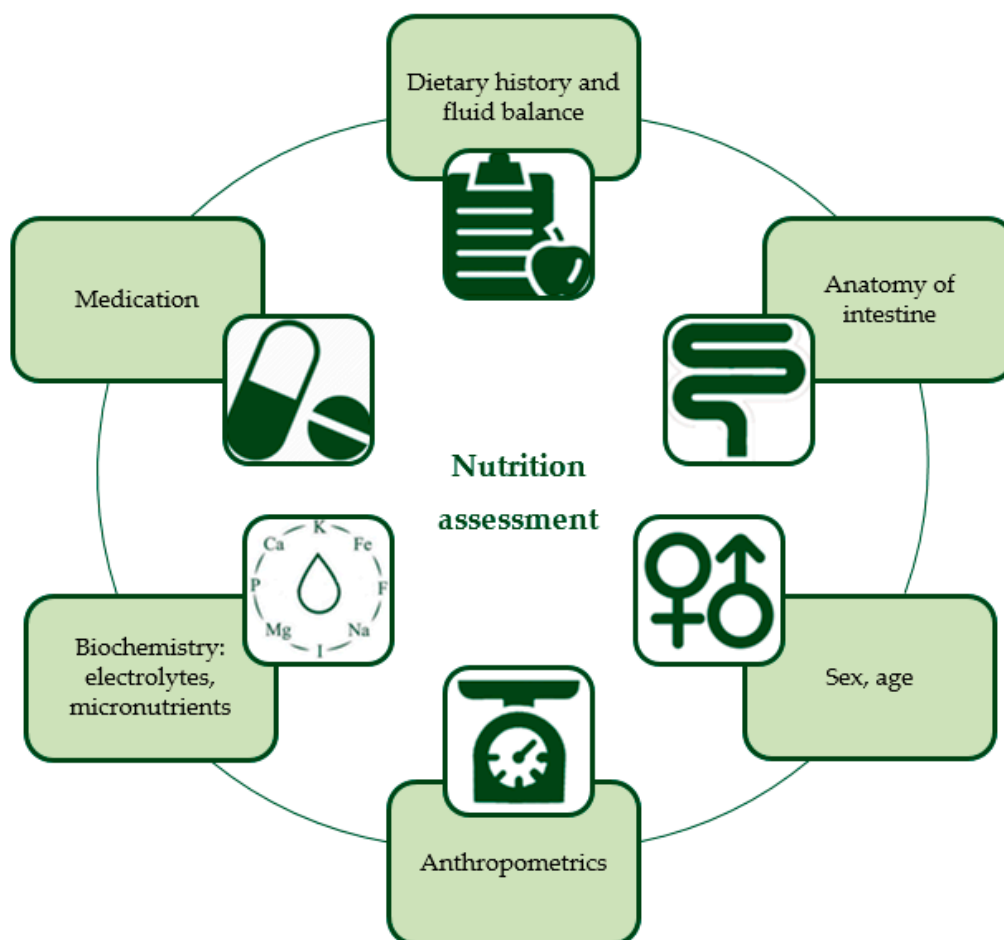 Dietary history and
fluid balance
Medication
Anatomy of
intestine
Nutrition
assessment
K
Ca
Fe
P
F
Mg
Na
I
Biochemistry:
electrolytes,
micronutrients
Sex, age
Anthropometrics